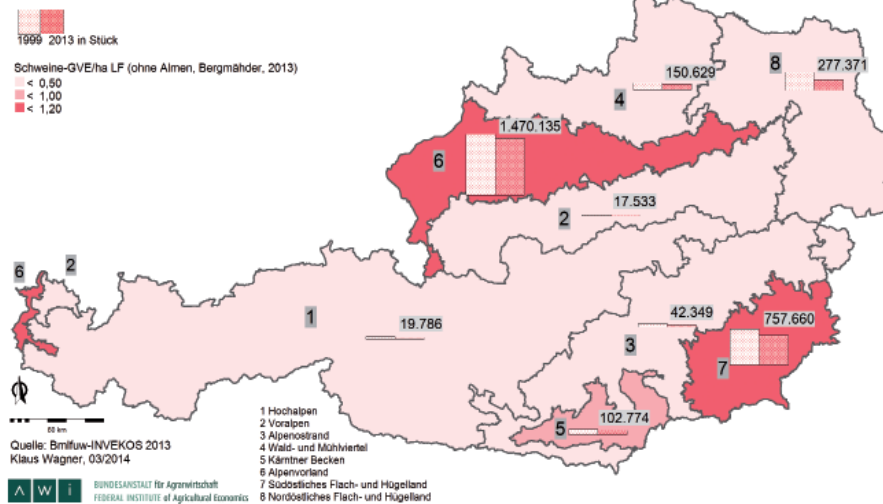 1999 2013 in Stück
Schweine-GVE/ha LF (ohne Almen, Bergmähder, 2013)
< 0,50
< 1,00
< 1,20
8
277.371
150.629
4
1.470.135
6
17.533
2
6
2
1
19.786
42.349
3
757.660
7
102.774
5
60 km
Quelle: Bmlfuw-INVEKOS 2013
Klaus Wagner, 03/2014
1 Hochalpen
2 Voralpen
3 Alpenostrand
4 Wald- und Mühlviertel
5 Kärntner Becken
6 Alpenvorland
7 Südöstliches Flach- und Hügelland
8 Nordöstliches Flach- und Hügelland
A W i
BUNDESANSTALT für Agrarwirtschaft
FEDERAL INSTITUTE of Agricultural Economics